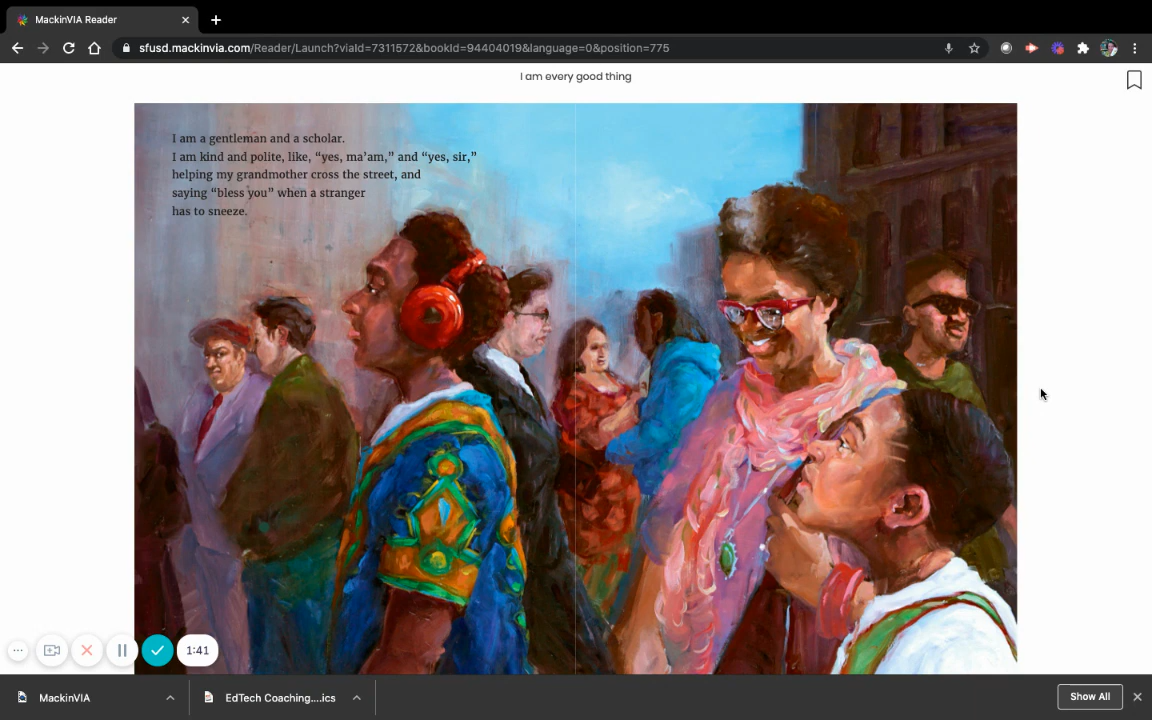 MackinVIA Reader
sfusd.mackinvia.com/Reader/Launch?viaId=7311572&bookId=94404019&language=0&position=775
I am every good thing
I am a gentleman and a scholar.
I am kind and polite, like, “yes, ma’am,” and “yes, sir,”
helping my grandmother cross the street, and
saying “bless you” when a stranger
has to sneeze.
1:41
MackinVIA
EdTech Coaching....ics
Show All